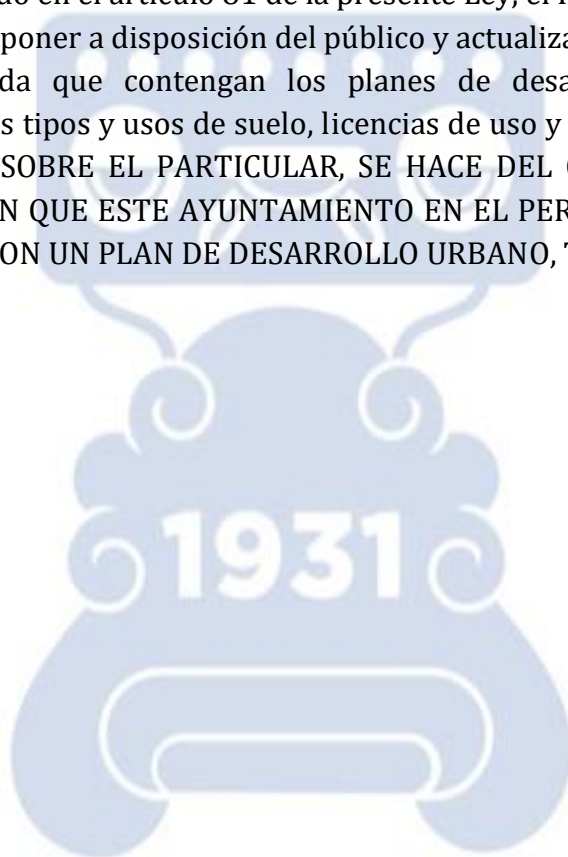 do en el artículo 81 de la presente Ley, el
poner a disposición del público y actualiza
da que contengan los planes de desa
s tipos y usos de suelo, licencias de uso y
SOBRE EL PARTICULAR, SE HACE DEL
N QUE ESTE AYUNTAMIENTO EN EL PER
ON UN PLAN DE DESARROLLO URBANO,
1931